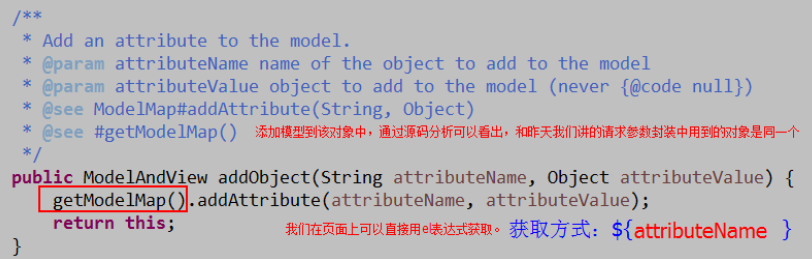 /**
* Add an attribute to the model.
* @param attributeName name of the object to add to the model
* @param attributeValue object to add to the model (never {@code null})
* @see ModelMap#addAttribute(String, Object)
* @see #getModelMap() 添加模型到该对象中，通过源码分析可以看出，和昨天我们讲的请求参数封装中用到的对象是同一个
*/
public ModelAndView addObject(String attributeName, Object attributeValue) {
getModelMap().addAttribute(attributeName, attributeValue);
return this; 我们在页面上可以直接用el表达式获取。 获取方式：${attributeName }
}